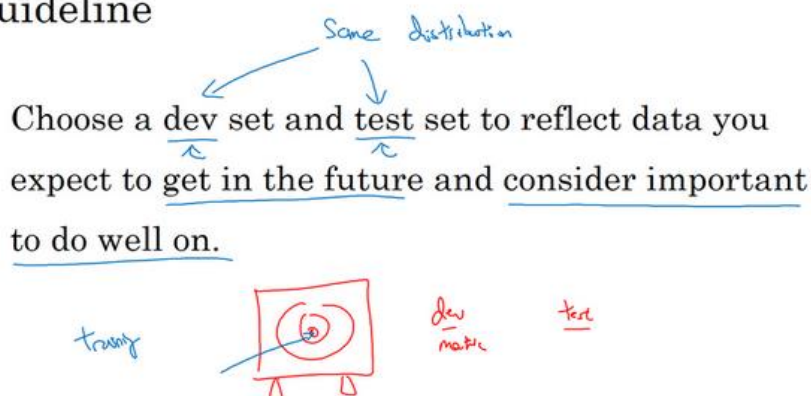 uideline
Same distribution
Choose a dev set and test set to reflect data you
expect to get in the future and consider important
to do well on.
dev
test
metric